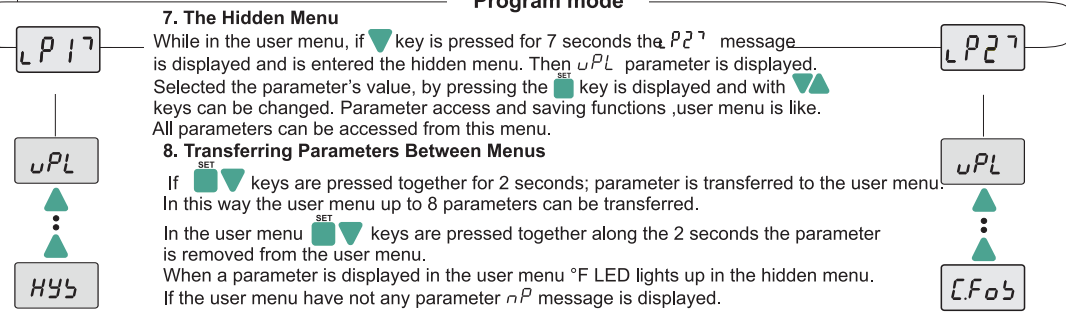 Program mode
7. The Hidden Menu
While in the user menu, if key is pressed for 7 seconds the ˪P2˥ message
is displayed and is entered the hidden menu. Then uPL parameter is displayed.
SET
Selected the parameter's value, by pressing the key is displayed and with
keys can be changed. Parameter access and saving functions ,user menu is like.
All parameters can be accessed from this menu.
8. Transferring Parameters Between Menus
SET
If keys are pressed together for 2 seconds; parameter is transferred to the user menu.
In this way the user menu up to 8 parameters can be transferred.
SET
In the user menu keys are pressed together along the 2 seconds the parameter
is removed from the user menu.
When a parameter is displayed in the user menu °F LED lights up in the hidden menu.
If the user menu have not any parameter nP message is displayed.
˪P1˥
uPL
HYS
˪P2˥
uPL
C.FoS